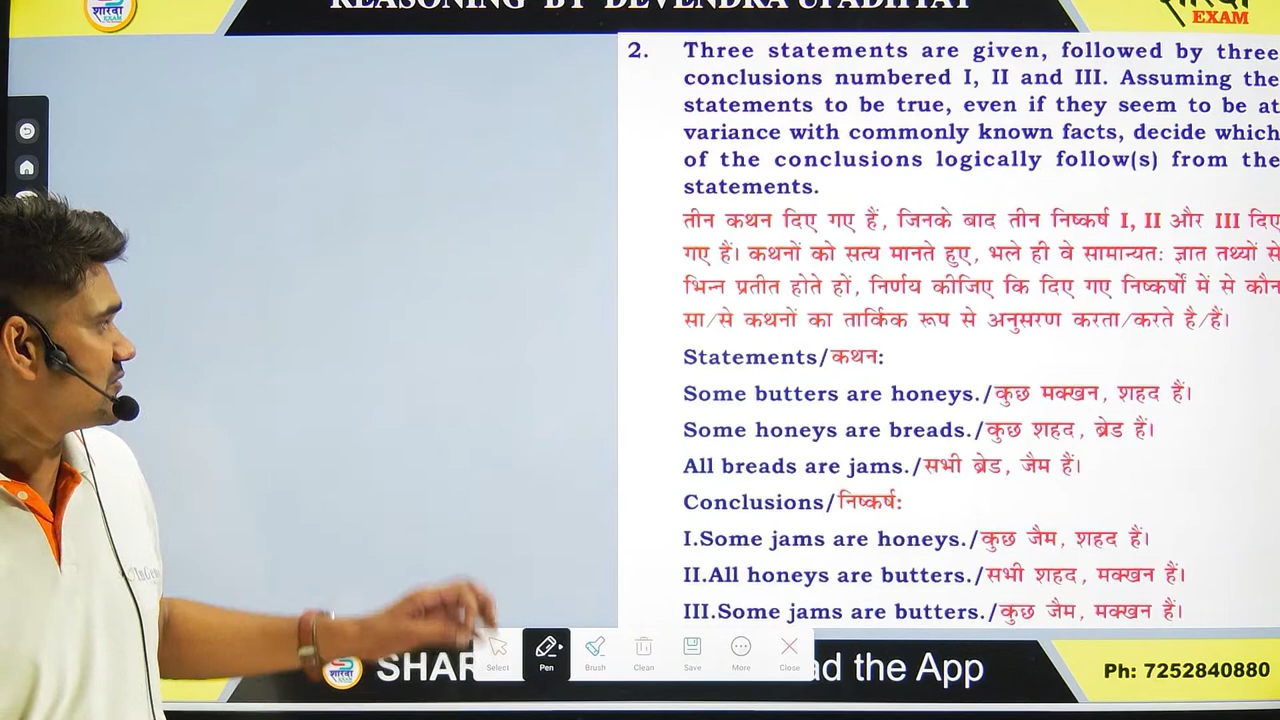 REASONING BY DEVENDRA UPADHYAY
शारदा
EXAM
EXAM
2. Three statements are given, followed by three
conclusions numbered I, II and III. Assuming the
statements to be true, even if they seem to be at
variance with commonly known facts, decide which
of the conclusions logically follow(s) from the
statements.
तीन कथन दिए गए हैं, जिनके बाद तीन निष्कर्ष I, II और III दिए
गए हैं। कथनों को सत्य मानते हुए, भले ही वे सामान्यतः ज्ञात तथ्यों से
भिन्न प्रतीत होते हों, निर्णय कीजिए कि दिए गए निष्कर्षों में से कौन
सा/से कथनों का तार्किक रूप से अनुसरण करता/करते है/हैं।
Statements/कथन:
Some butters are honeys./कुछ मक्खन, शहद हैं।
Some honeys are breads./कुछ शहद, ब्रेड हैं।
All breads are jams./सभी ब्रेड, जैम हैं।
Conclusions/निष्कर्ष:
I.Some jams are honeys./कुछ जैम, शहद हैं।
II.All honeys are butters./सभी शहद, मक्खन हैं।
III.Some jams are butters./कुछ जैम, मक्खन हैं।
Select Pen Brush Clean Save More Close
शारदा
SHAR ad the App
Ph: 7252840880